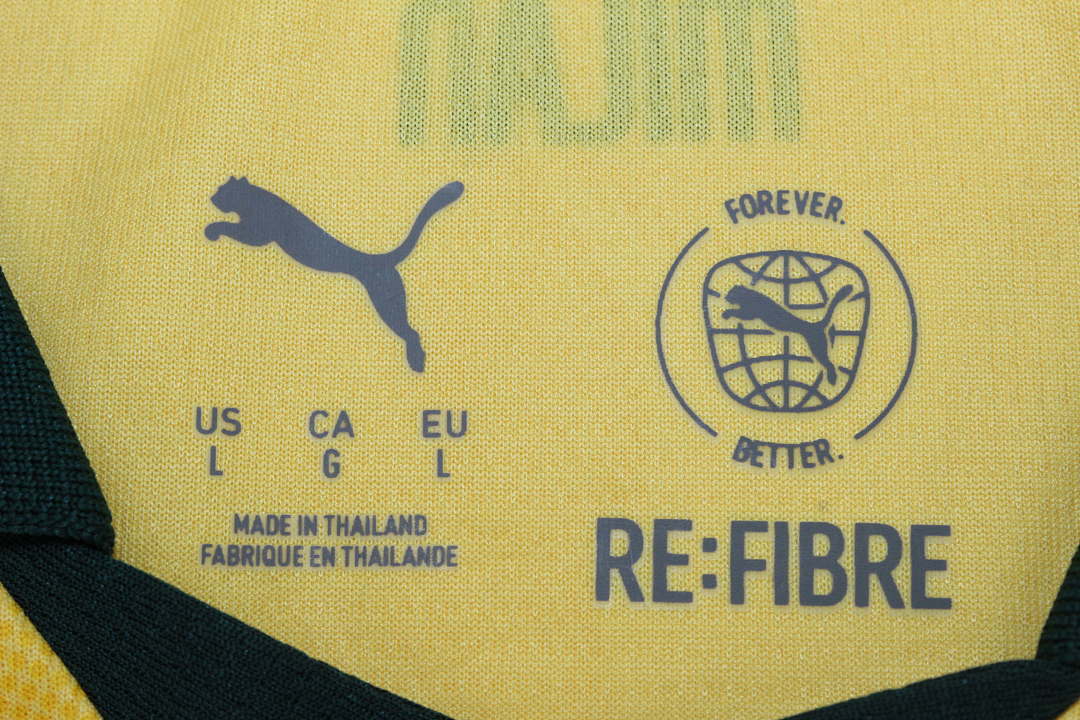 US CA EU
L G L
MADE IN THAILAND
FABRIQUE EN THAILANDE
FOREVER.
BETTER.
RE:FIBRE